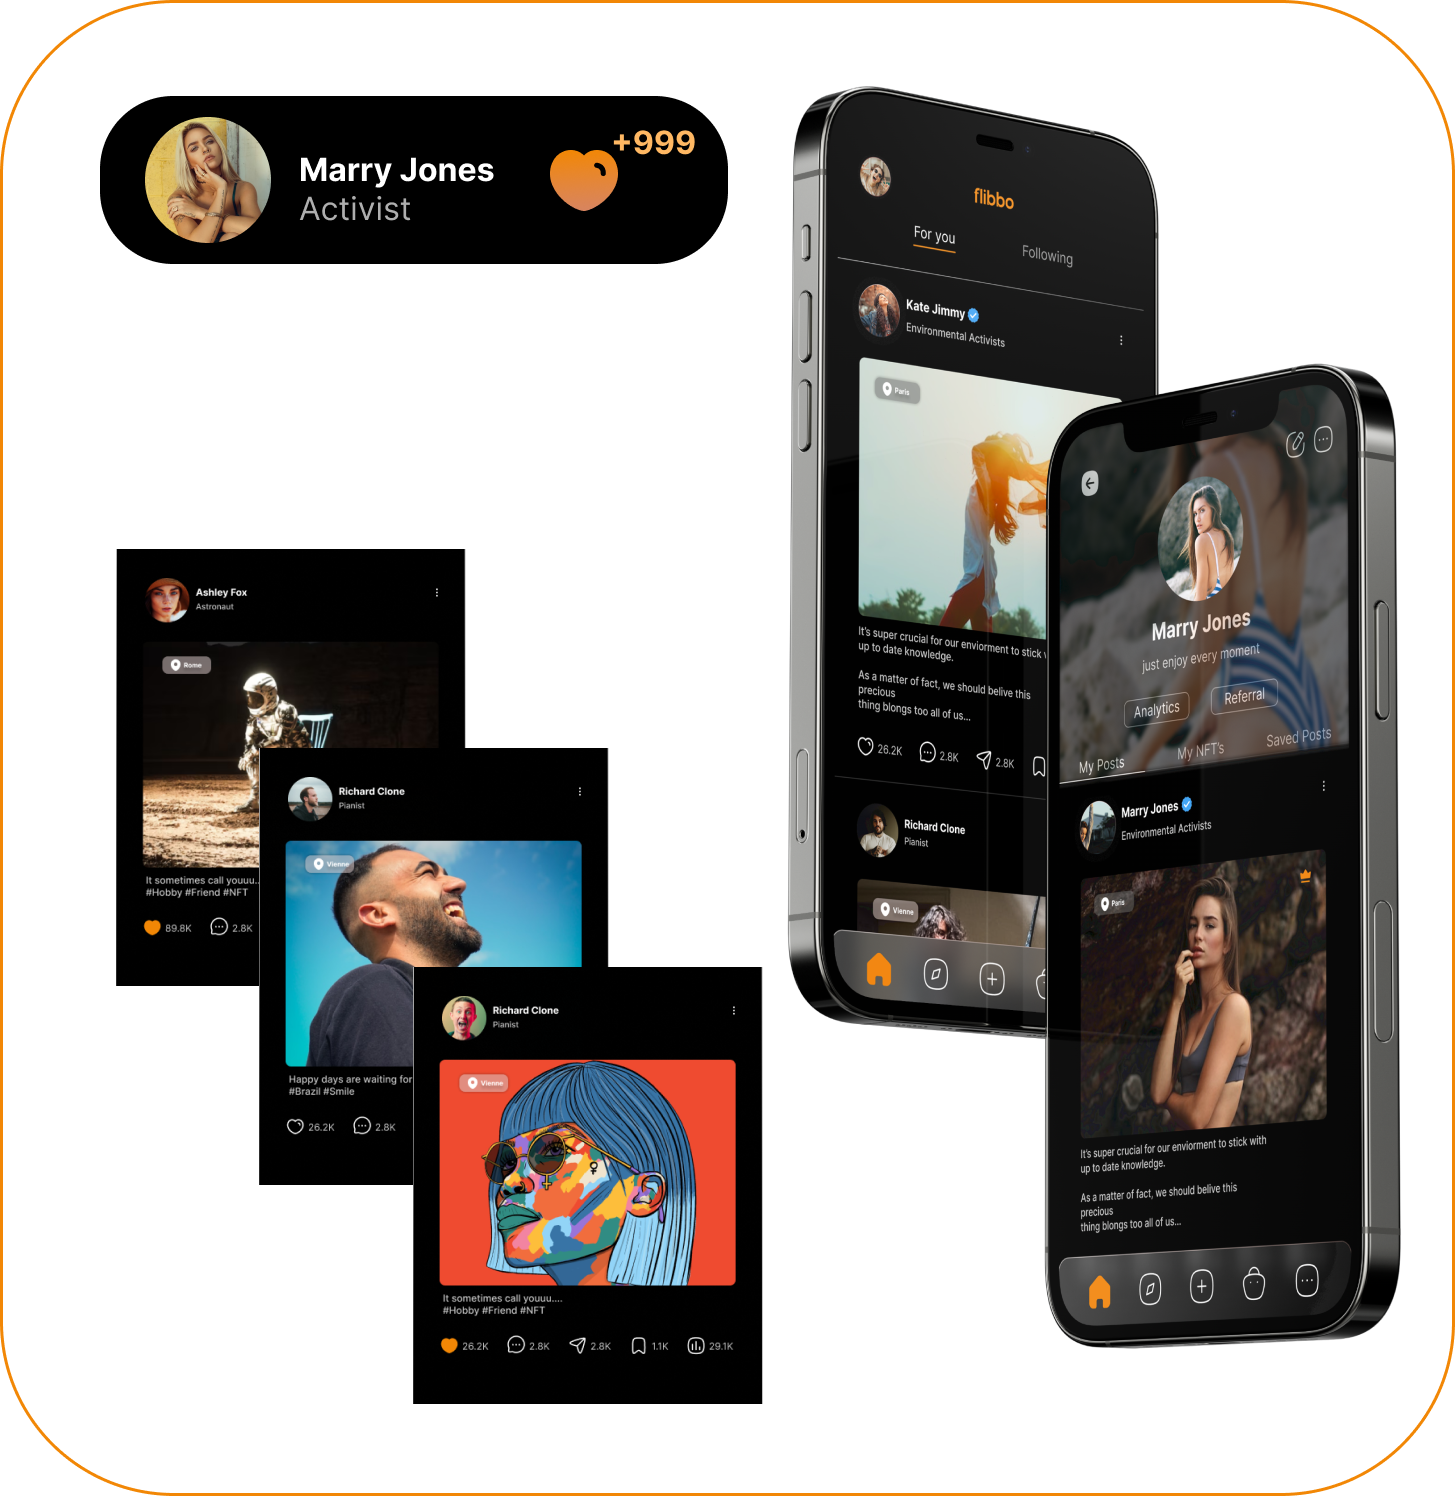 Marry Jones
Activist
+999
flibbo
For you
Following
Kate Jimmy
Environmental Activists
Paris
It's super crucial for our enviorment to stick
up to date knowledge.
As a matter of fact, we should belive this
precious
thing blongs too all of us...
26.2K
2.8K
2.8K
Richard Clone
Pianist
Vienne
Marry Jones
just enjoy every moment
Analytics
Referral
My Posts
My NFT's
Saved Posts
Marry Jones
Environmental Activists
Paris
It's super crucial for our enviorment to stick with
up to date knowledge.
As a matter of fact, we should belive this
precious
thing blongs too all of us...
Ashley Fox
Astronaut
Rome
It sometimes call youuu..
#Hobby #Friend #NFT
89.8K
2.8K
Richard Clone
Pianist
Vienne
Happy days are waiting for
#Brazil #Smile
26.2K
2.8K
Richard Clone
Pianist
Vienne
It sometimes call youuu....
#Hobby #Friend #NFT
26.2K
2.8K
2.8K
1.1K
29.1K